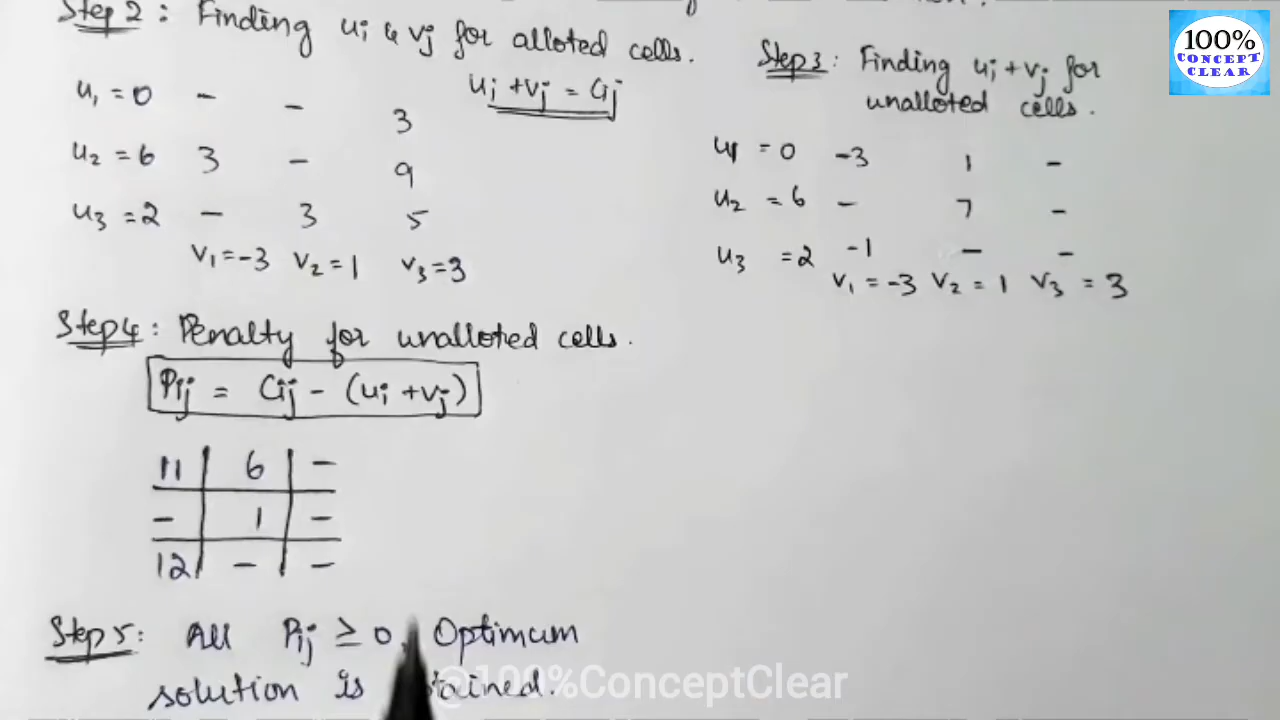 Step 2 : Finding ui & vj for alloted cells.
ui + vj = Cij
u1 = 0 - - 3
u2 = 6 3 - 9
u3 = 2 - 3 5
v1 = -3 v2 = 1 v3 = 3
Step 3 : Finding ui + vj for
unalloted cells.
u1 = 0 -3 1 -
u2 = 6 - 7 -
u3 = 2 -1 - -
v1 = -3 v2 = 1 v3 = 3
Step 4 : Penalty for unalloted cells.
Pij = Cij - (ui + vj)
11 6 -
- 1 -
12 - -
Step 5 : All Pij ≥ 0, Optimum
solution is
100%
CONCEPT
CLEAR
@100%ConceptClear